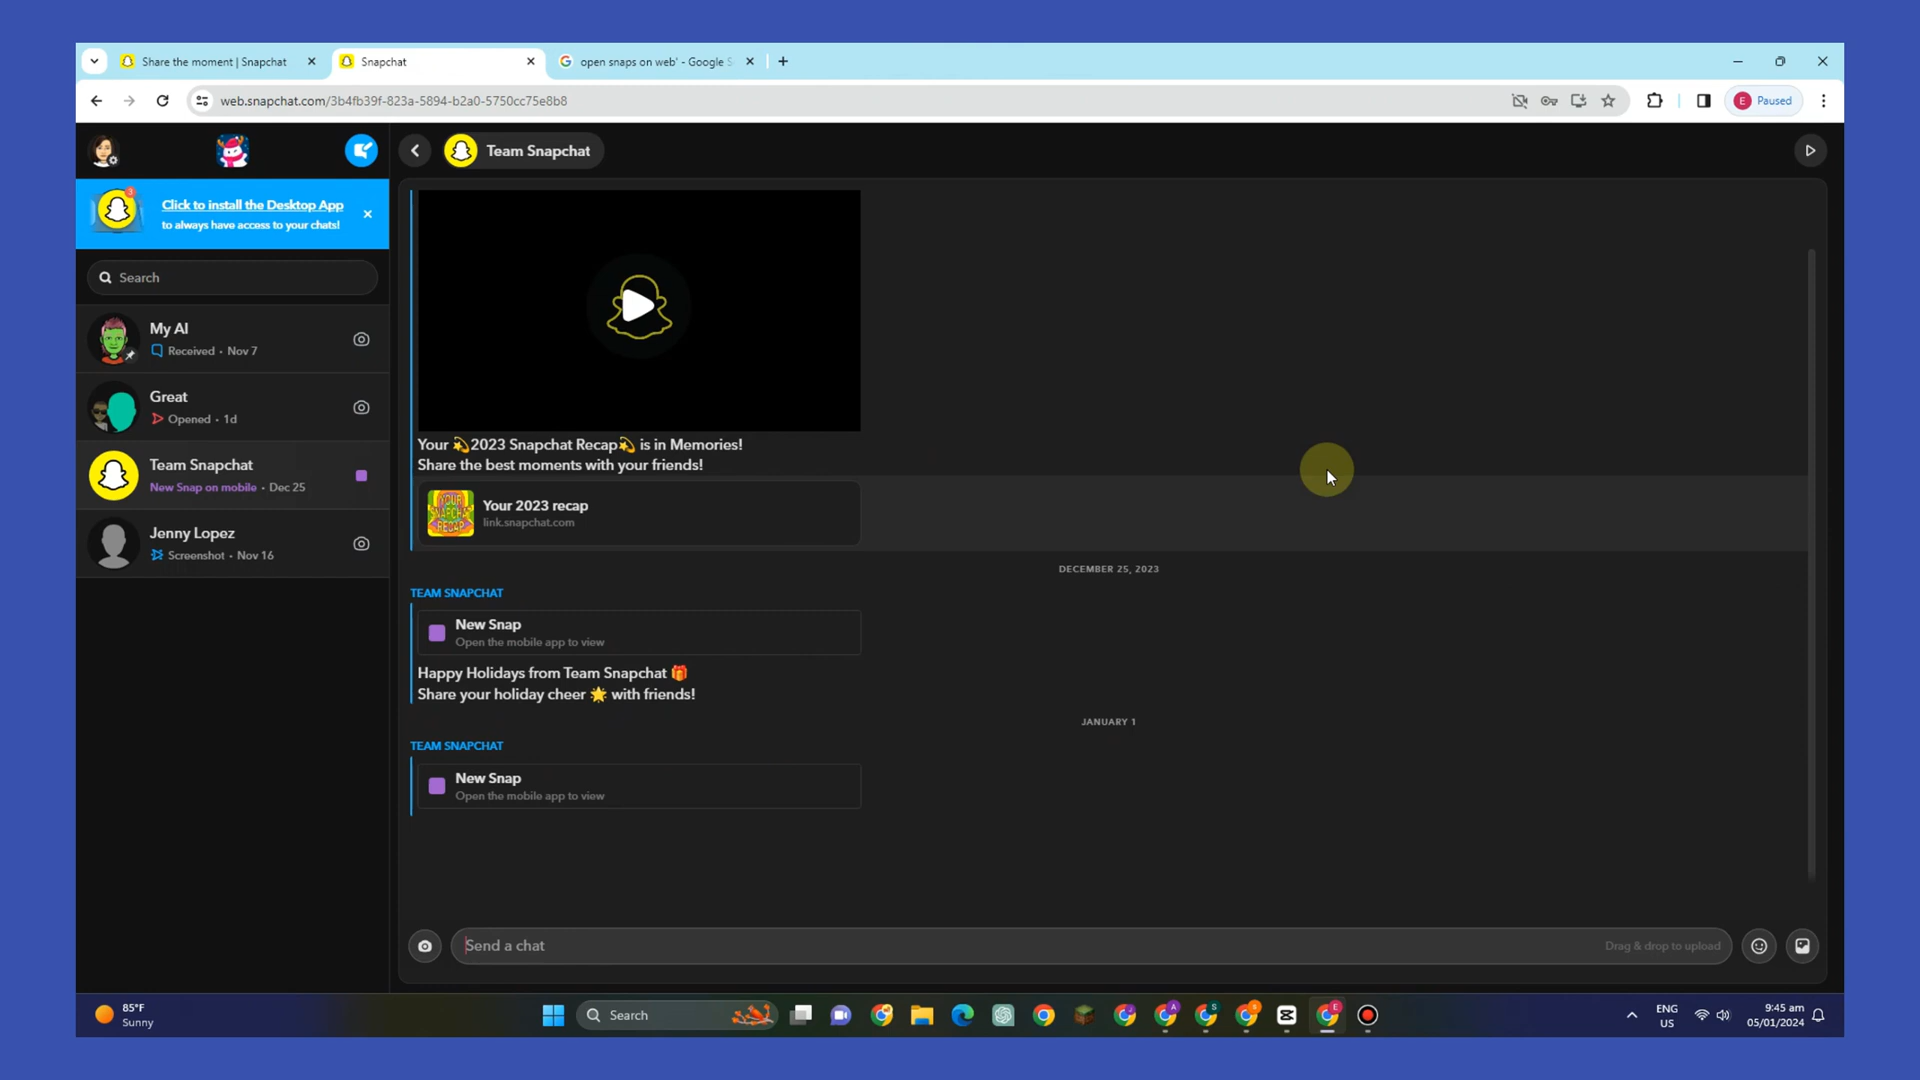 Share the moment | Snapchat
Snapchat
open snaps on web' - Google S
web.snapchat.com/3b4fb39f-823a-5894-b2a0-5750cc75e8b8
E Paused
3
Click to install the Desktop App
to always have access to your chats!
Search
My AI
Received · Nov 7
Great
Opened · 1d
Team Snapchat
New Snap on mobile · Dec 25
Jenny Lopez
Screenshot · Nov 16
Team Snapchat
Your 💫2023 Snapchat Recap💫 is in Memories!
Share the best moments with your friends!
YOUR SNAPCHAT RECAP
Your 2023 recap
link.snapchat.com
DECEMBER 25, 2023
TEAM SNAPCHAT
New Snap
Open the mobile app to view
Happy Holidays from Team Snapchat 🎁
Share your holiday cheer 🌟 with friends!
JANUARY 1
TEAM SNAPCHAT
New Snap
Open the mobile app to view
Send a chat
Drag & drop to upload
85°F
Sunny
Search
ENG
US
9:45 am
05/01/2024